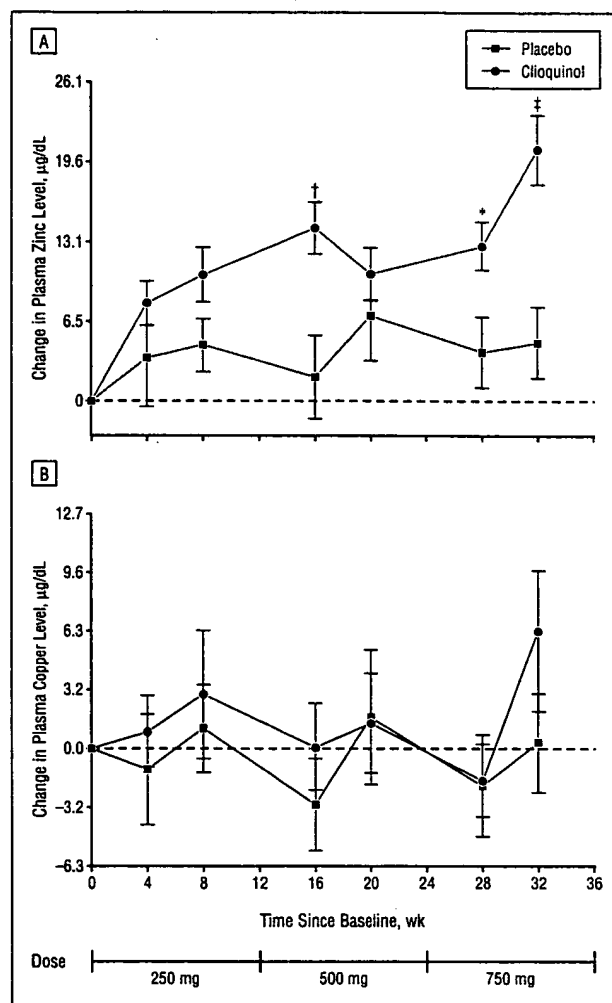 A
Placebo
Clioquinol
26.1
19.6
13.1
6.5
0
Change in Plasma Zinc Level, µg/dL
†
*
‡
B
12.7
9.6
6.3
3.2
0.0
−3.2
−6.3
Change in Plasma Copper Level, µg/dL
0 4 8 12 16 20 24 28 32 36
Time Since Baseline, wk
Dose
250 mg 500 mg 750 mg